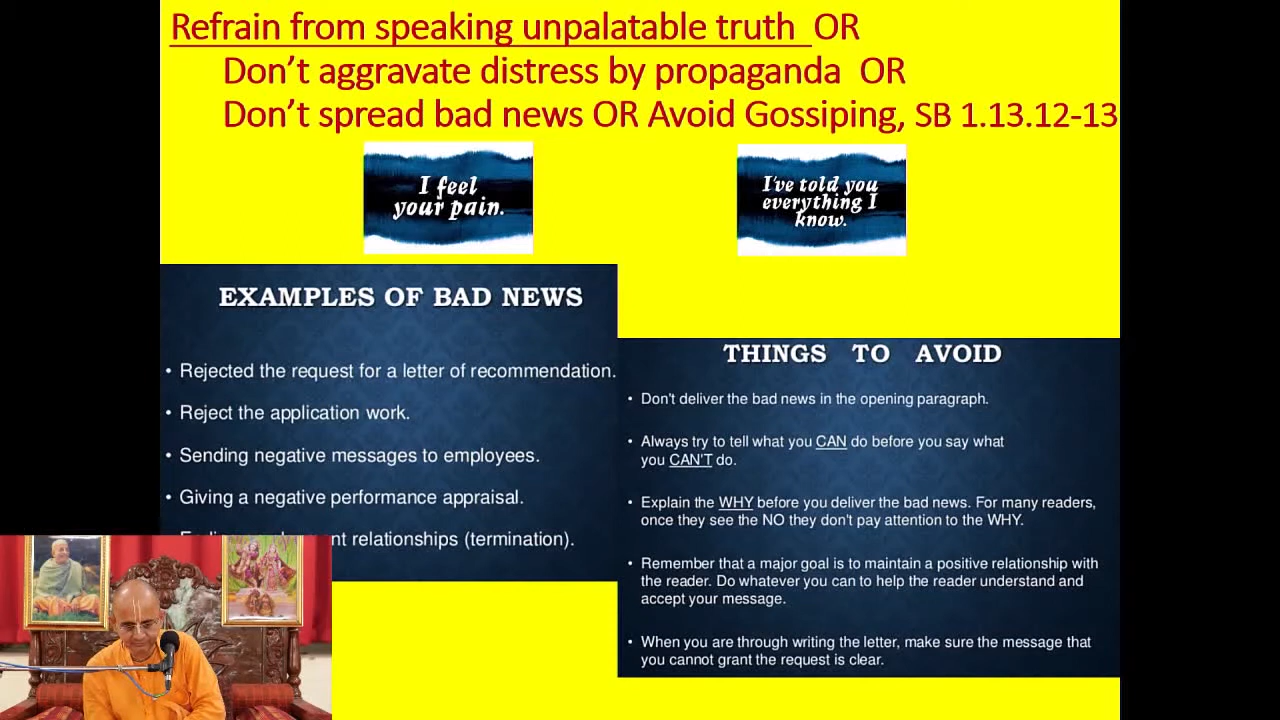 Refrain from speaking unpalatable truth OR
Don't aggravate distress by propaganda OR
Don't spread bad news OR Avoid Gossiping, SB 1.13.12-13
I feel
your pain.
I've told you
everything I
know.
EXAMPLES OF BAD NEWS
• Rejected the request for a letter of recommendation.
• Reject the application work.
• Sending negative messages to employees.
• Giving a negative performance appraisal.
relationships (termination).
THINGS TO AVOID
• Don't deliver the bad news in the opening paragraph.
• Always try to tell what you CAN do before you say what
you CAN'T do.
• Explain the WHY before you deliver the bad news. For many readers,
once they see the NO they don't pay attention to the WHY.
• Remember that a major goal is to maintain a positive relationship with
the reader. Do whatever you can to help the reader understand and
accept your message.
• When you are through writing the letter, make sure the message that
you cannot grant the request is clear.